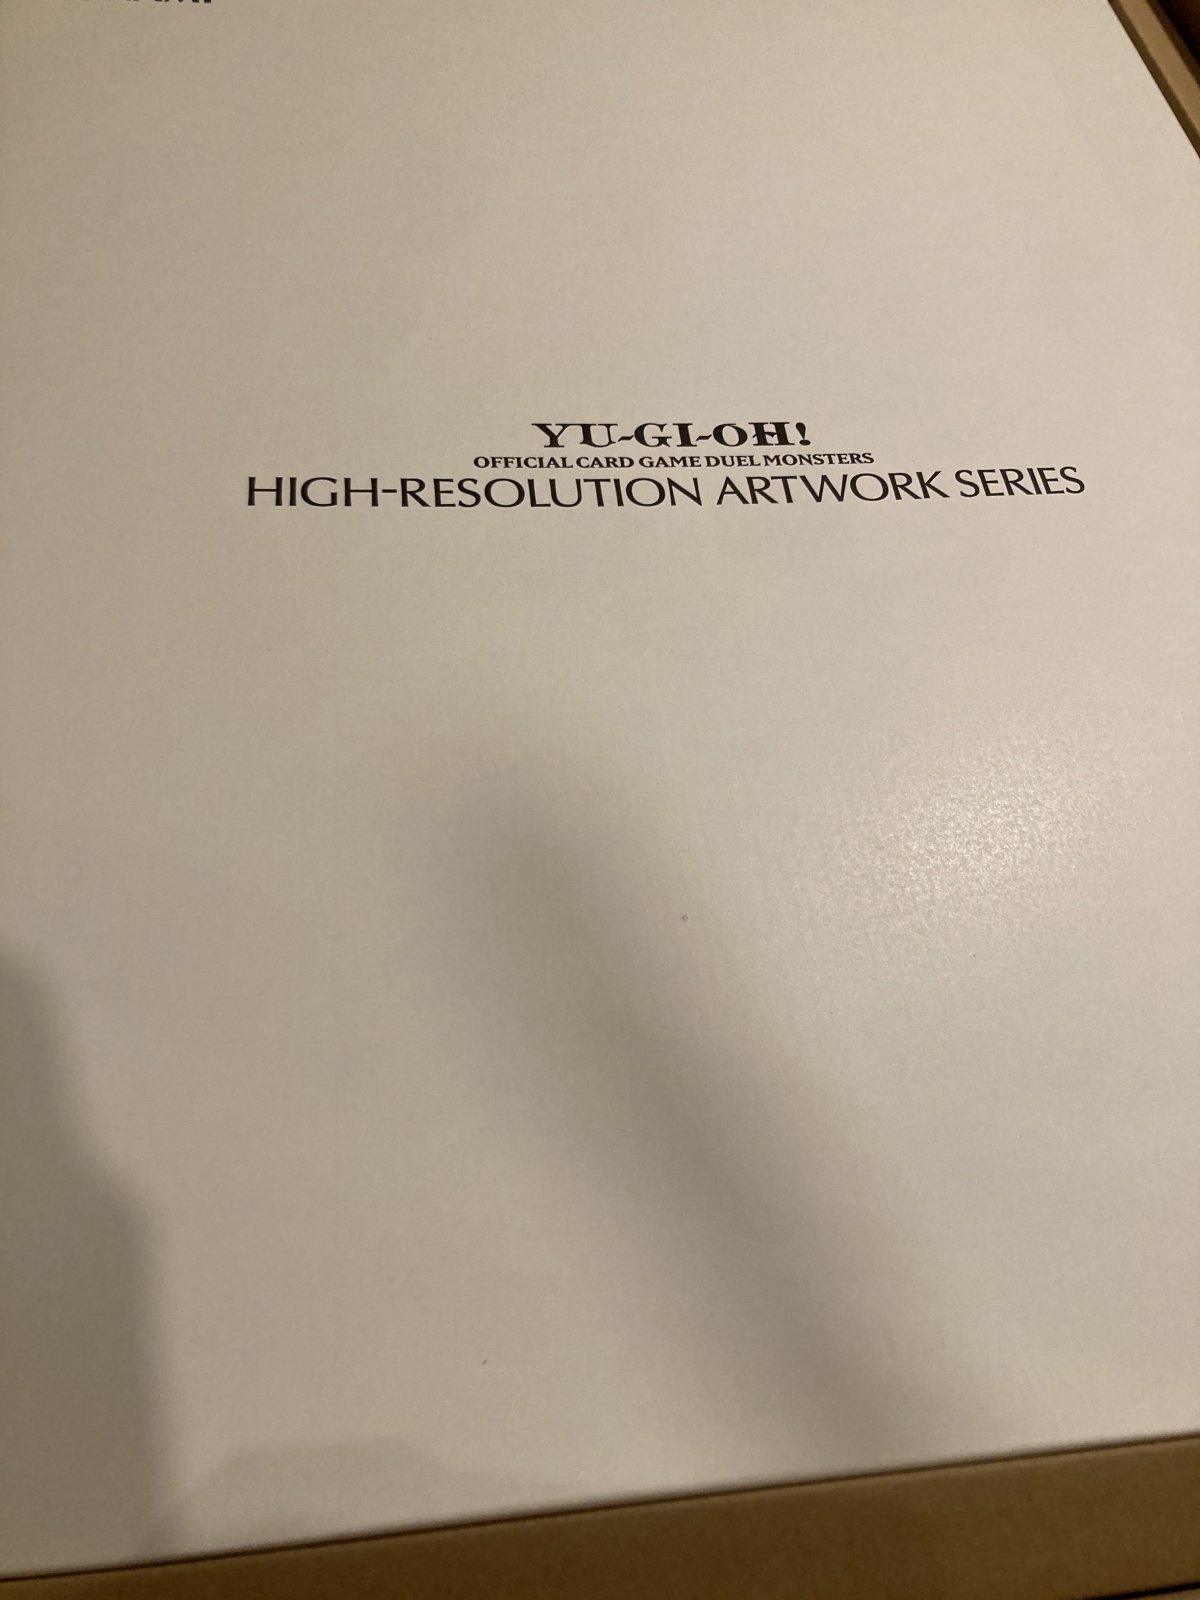 YU-GI-OH!
OFFICIAL CARD GAME DUEL MONSTERS
HIGH-RESOLUTION ARTWORK SERIES